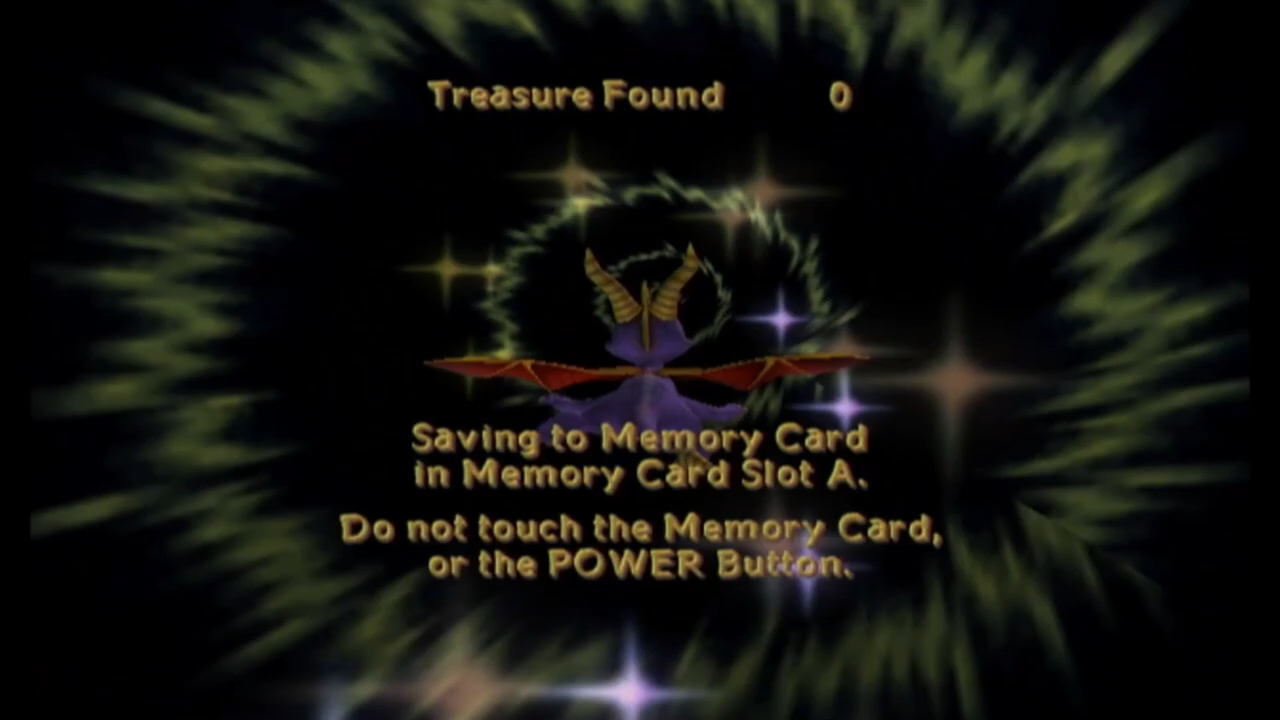 Treasure Found 0
Saving to Memory Card
in Memory Card Slot A.
Do not touch the Memory Card,
or the POWER Button.